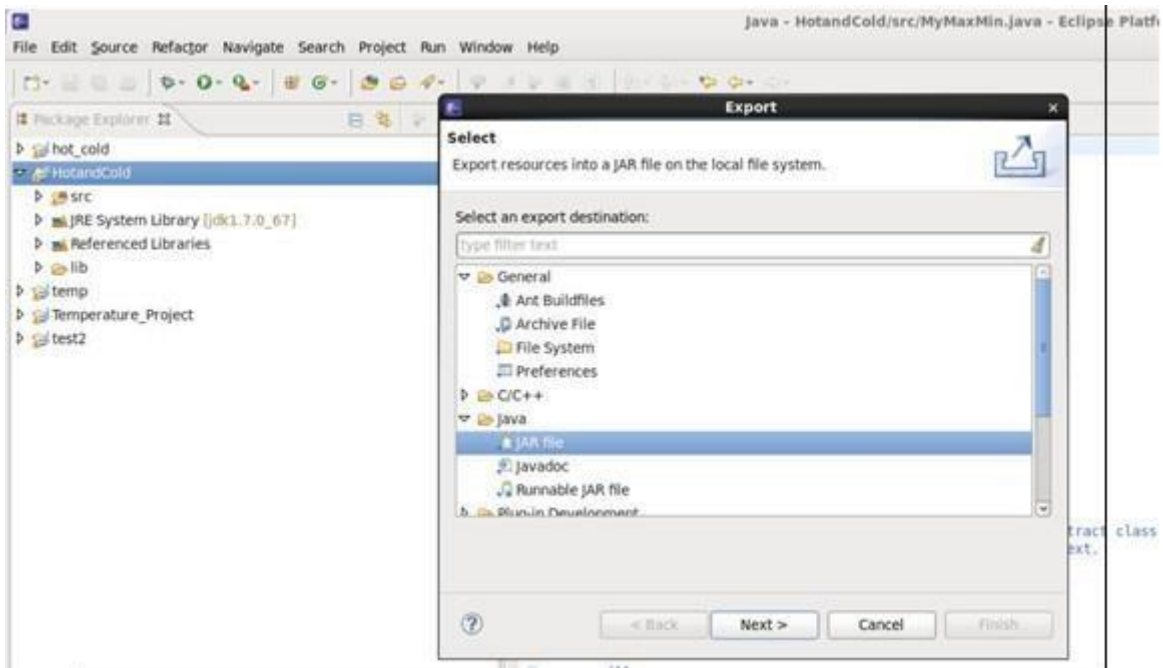 Java - HotandCold/src/MyMaxMin.java - Eclipse Platf
File Edit Source Refactor Navigate Search Project Run Window Help
Package Explorer
hot_cold
HotandCold
src
JRE System Library [jdk1.7.0_67]
Referenced Libraries
lib
temp
Temperature_Project
test2
Export
Select
Export resources into a JAR file on the local file system.
Select an export destination:
type filter text
General
Ant Buildfiles
Archive File
File System
Preferences
C/C++
Java
JAR file
Javadoc
Runnable JAR file
Plug-in Development
tract class
ext.
< Back Next > Cancel Finish